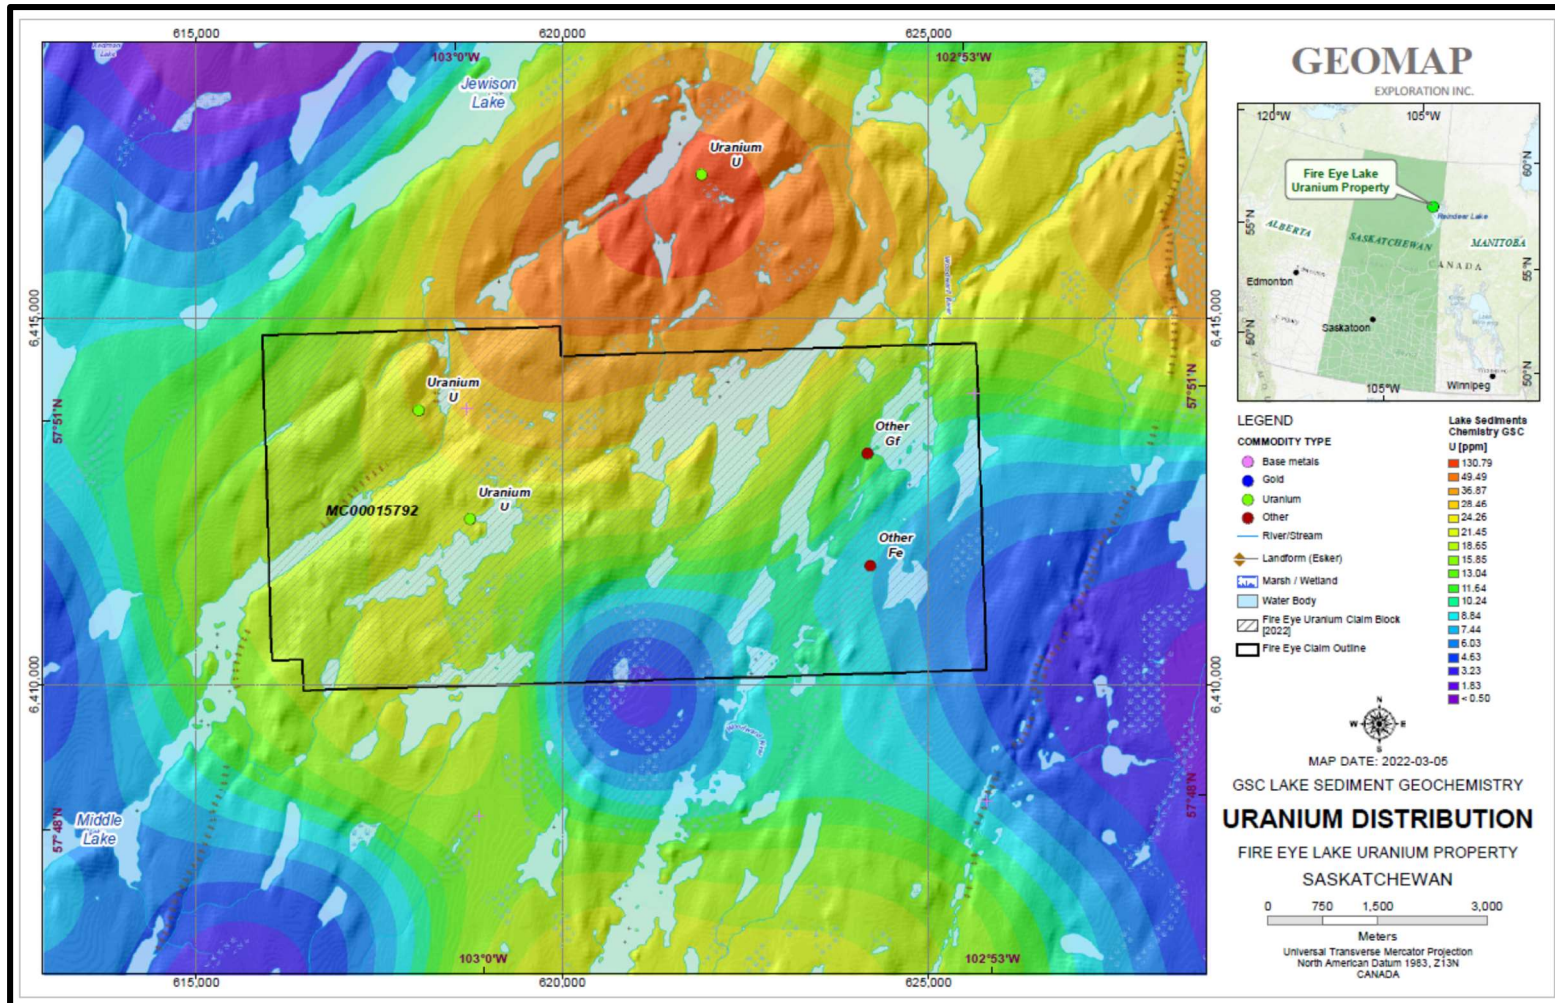 615,000
620,000
625,000
103°0'W
102°53'W
Jewison
Lake
Uranium
U
6,415,000
6,415,000
57°51'N
57°51'N
Uranium
U
Other
Gf
Uranium
U
MC00015792
Other
Fe
6,410,000
6,410,000
57°48'N
57°48'N
Middle
Lake
103°0'W
102°53'W
615,000
620,000
625,000
GEOMAP
EXPLORATION INC.
120°W
105°W
60°N
Fire Eye Lake
Uranium Property
Reindeer Lake
55°N
ALBERTA
SASKATCHEWAN
MANITOBA
CANADA
55°N
Edmonton
Saskatoon
50°N
Winnipeg
50°N
105°W
LEGEND
COMMODITY TYPE
Base metals
Gold
Uranium
Other
River/Stream
Landform (Esker)
Marsh / Wetland
Water Body
Fire Eye Uranium Claim Block
[2022]
Fire Eye Claim Outline
Lake Sediments
Chemistry GSC
U [ppm]
130.79
49.49
36.87
28.46
24.26
21.45
18.65
15.85
13.04
11.64
10.24
8.84
7.44
6.03
4.63
3.23
1.83
< 0.50
N
W E
S
MAP DATE: 2022-03-05
GSC LAKE SEDIMENT GEOCHEMISTRY
URANIUM DISTRIBUTION
FIRE EYE LAKE URANIUM PROPERTY
SASKATCHEWAN
0 750 1,500 3,000
Meters
Universal Transverse Mercator Projection
North American Datum 1983, Z13N
CANADA